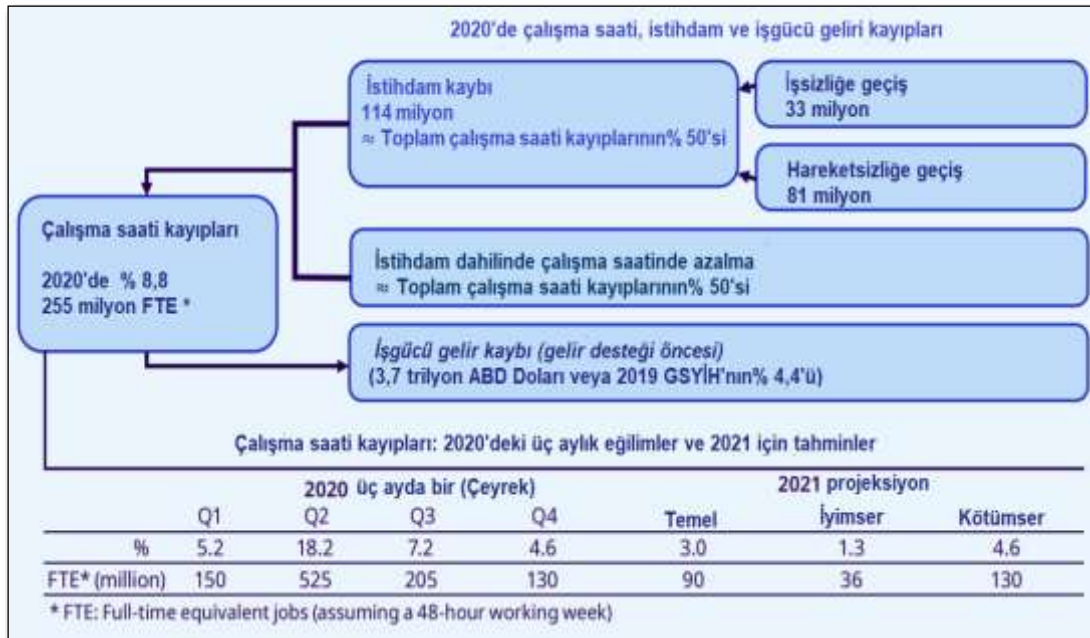 2020'de çalışma saati, istihdam ve işgücü geliri kayıpları
İstihdam kaybı
114 milyon
≈ Toplam çalışma saati kayıplarının% 50'si
İşsizliğe geçiş
33 milyon
Hareketsizliğe geçiş
81 milyon
Çalışma saati kayıpları
2020'de % 8,8
255 milyon FTE *
İstihdam dahilinde çalışma saatinde azalma
≈ Toplam çalışma saati kayıplarının% 50'si
İşgücü gelir kaybı (gelir desteği öncesi)
(3,7 trilyon ABD Doları veya 2019 GSYİH'nın% 4,4'ü)
Çalışma saati kayıpları: 2020'deki üç aylık eğilimler ve 2021 için tahminler
2020 üç ayda bir (Çeyrek) 2021 projeksiyon
Q1 Q2 Q3 Q4 Temel İyimser Kötümser
% 5.2 18.2 7.2 4.6 3.0 1.3 4.6
FTE* (million) 150 525 205 130 90 36 130
* FTE: Full-time equivalent jobs (assuming a 48-hour working week)